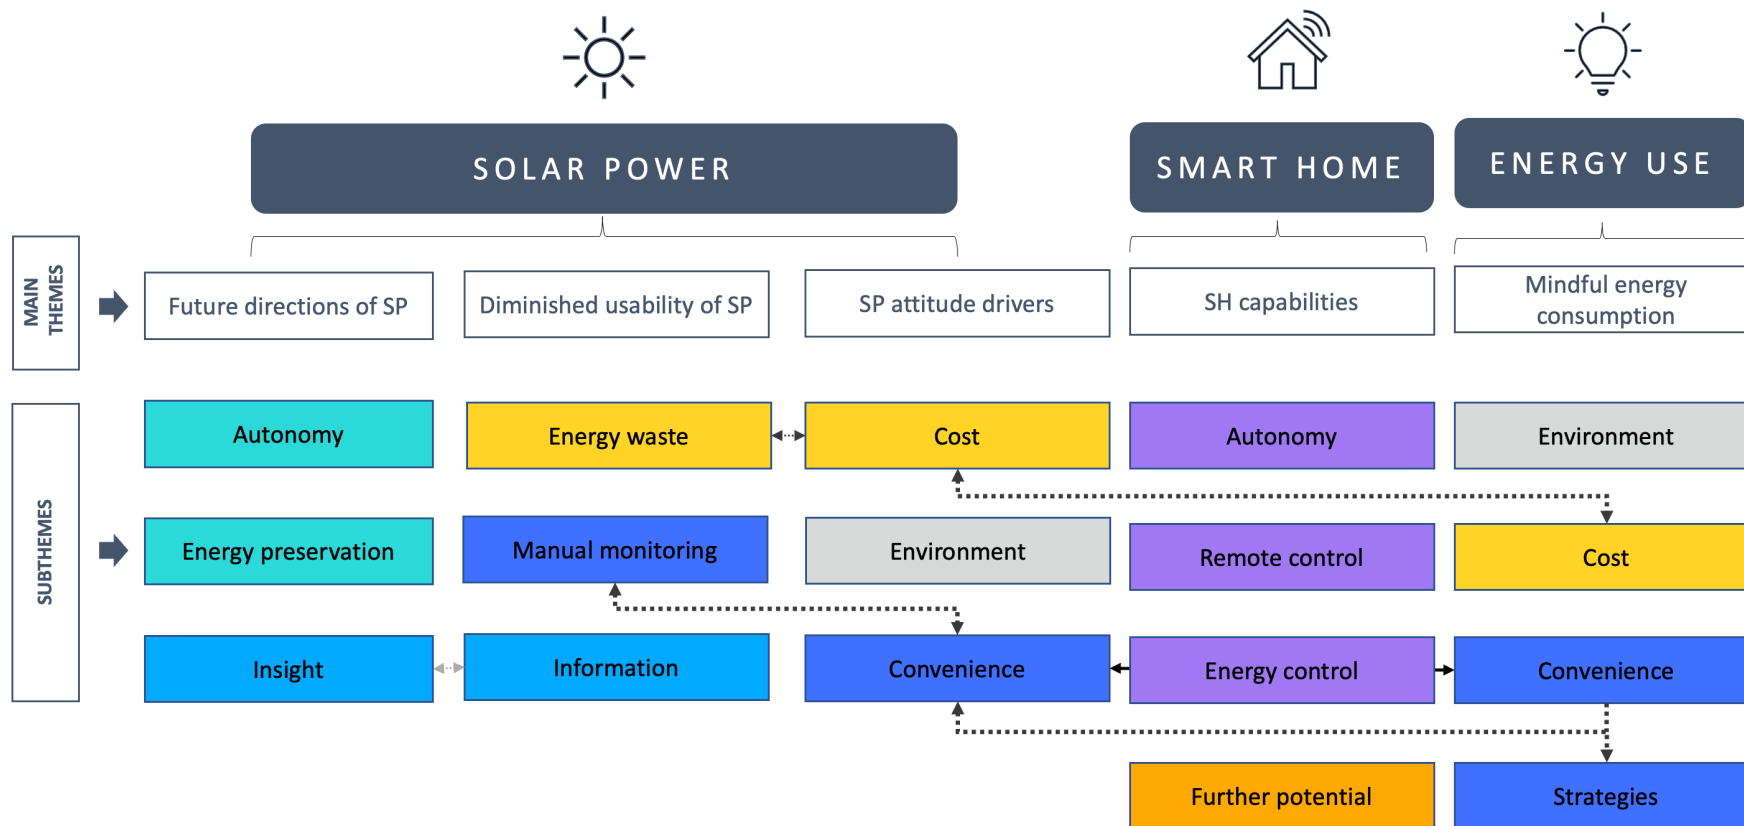 SOLAR POWER
SMART HOME
ENERGY USE
MAIN
THEMES
Future directions of SP
Diminished usability of SP
SP attitude drivers
SH capabilities
Mindful energy
consumption
SUBTHEMES
Autonomy
Energy waste
Cost
Autonomy
Environment
Energy preservation
Manual monitoring
Environment
Remote control
Cost
Insight
Information
Convenience
Energy control
Convenience
Further potential
Strategies